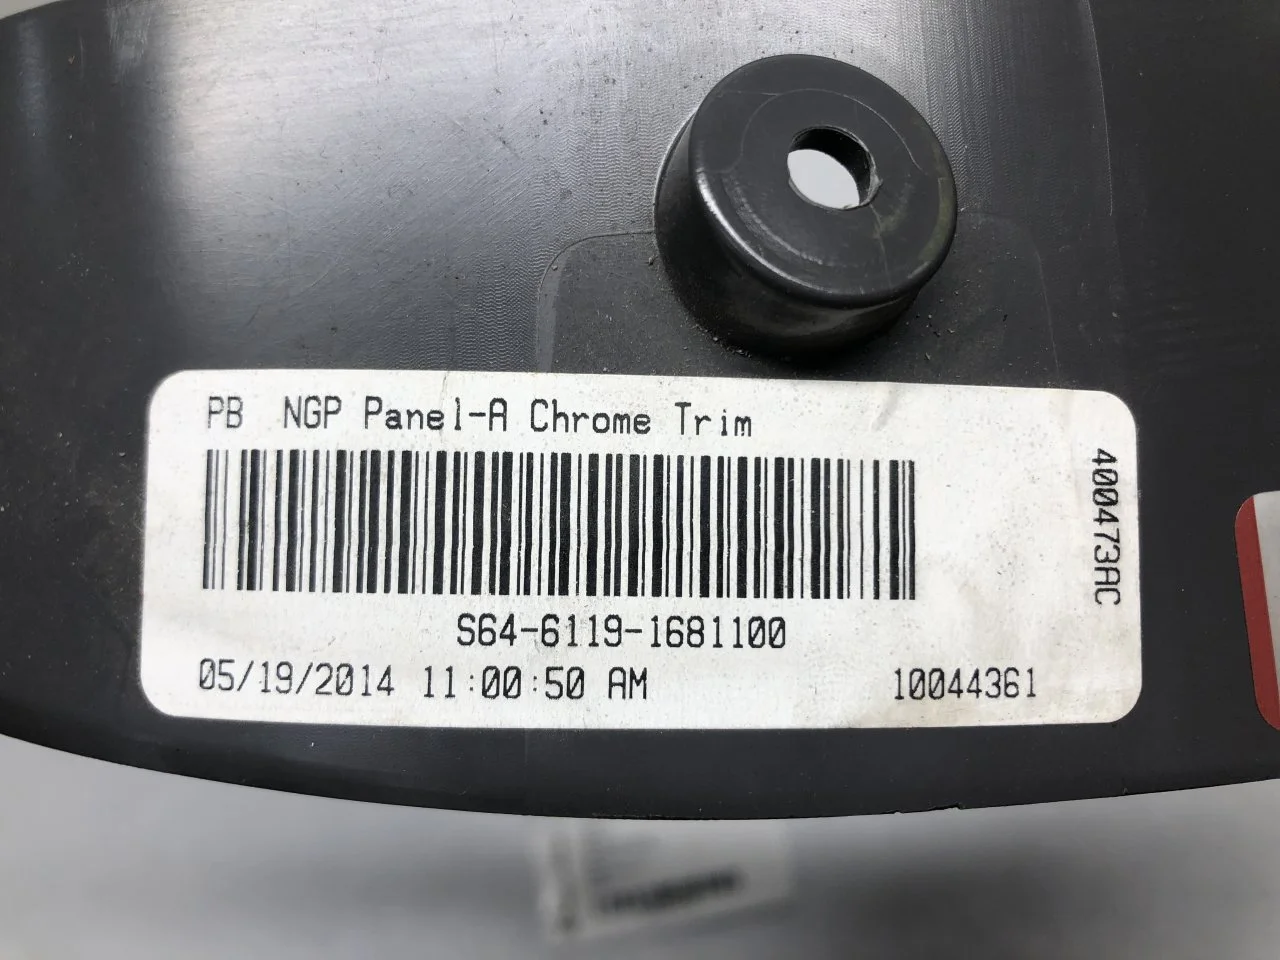 PB NGP Panel-A Chrome Trim
S64-6119-1681100
05/19/2014 11:00:50 AM
10044361
400473AC